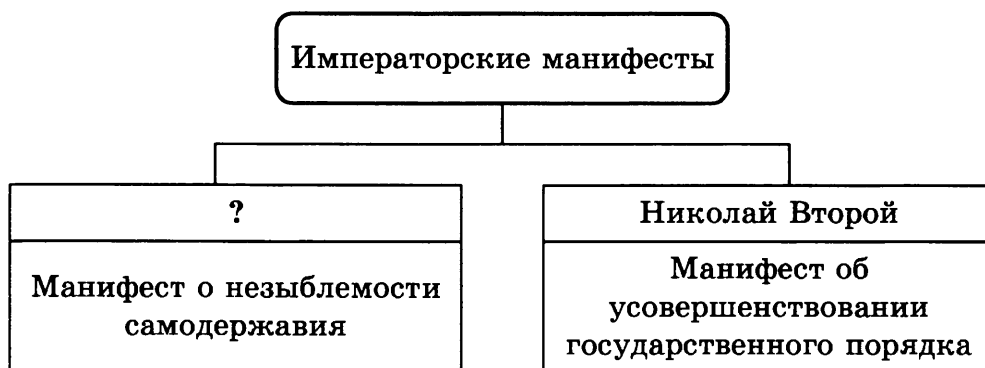 Императорские манифесты
?
Манифест о незыблемости
самодержавия
Николай Второй
Манифест об
усовершенствовании
государственного порядка